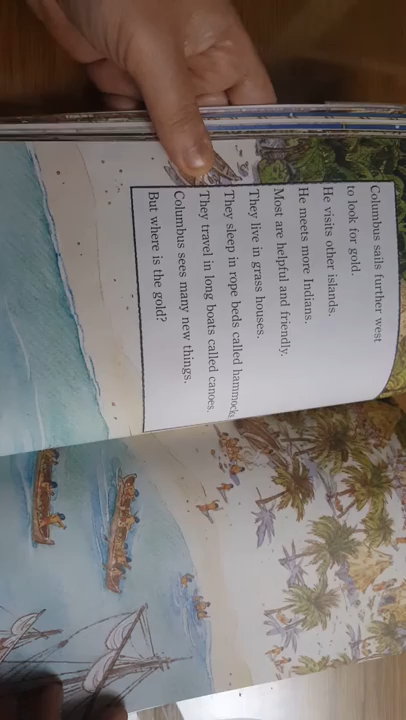 Columbus sails further west
to look for gold.
He visits other islands.
He meets more Indians.
Most are helpful and friendly.
They live in grass houses.
They sleep in rope beds called hammocks
They travel in long boats called canoes.
Columbus sees many new things.
But where is the gold?